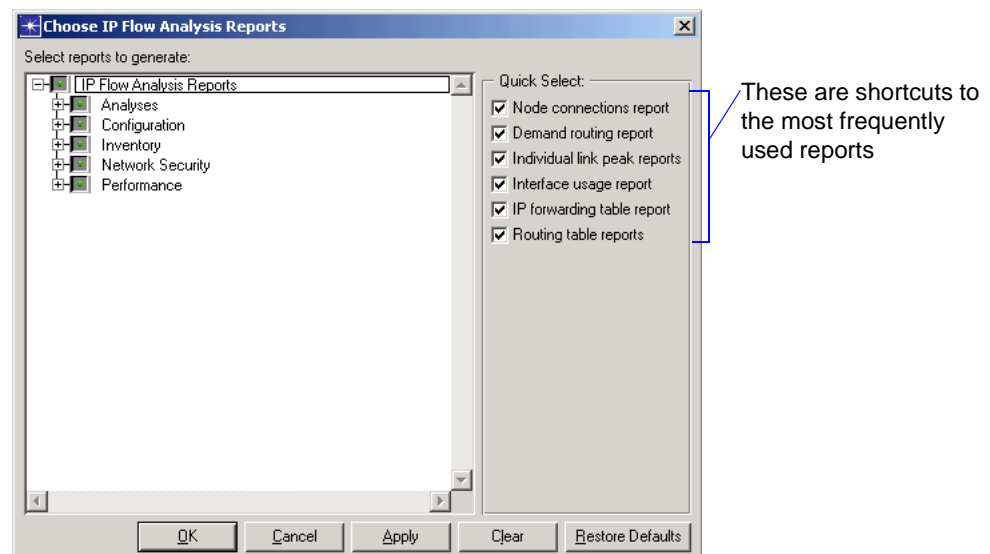 Choose IP Flow Analysis Reports
Select reports to generate:
IP Flow Analysis Reports
Analyses
Configuration
Inventory
Network Security
Performance
Quick Select:
Node connections report
Demand routing report
Individual link peak reports
Interface usage report
IP forwarding table report
Routing table reports
These are shortcuts to
the most frequently
used reports
OK
Cancel
Apply
Clear
Restore Defaults